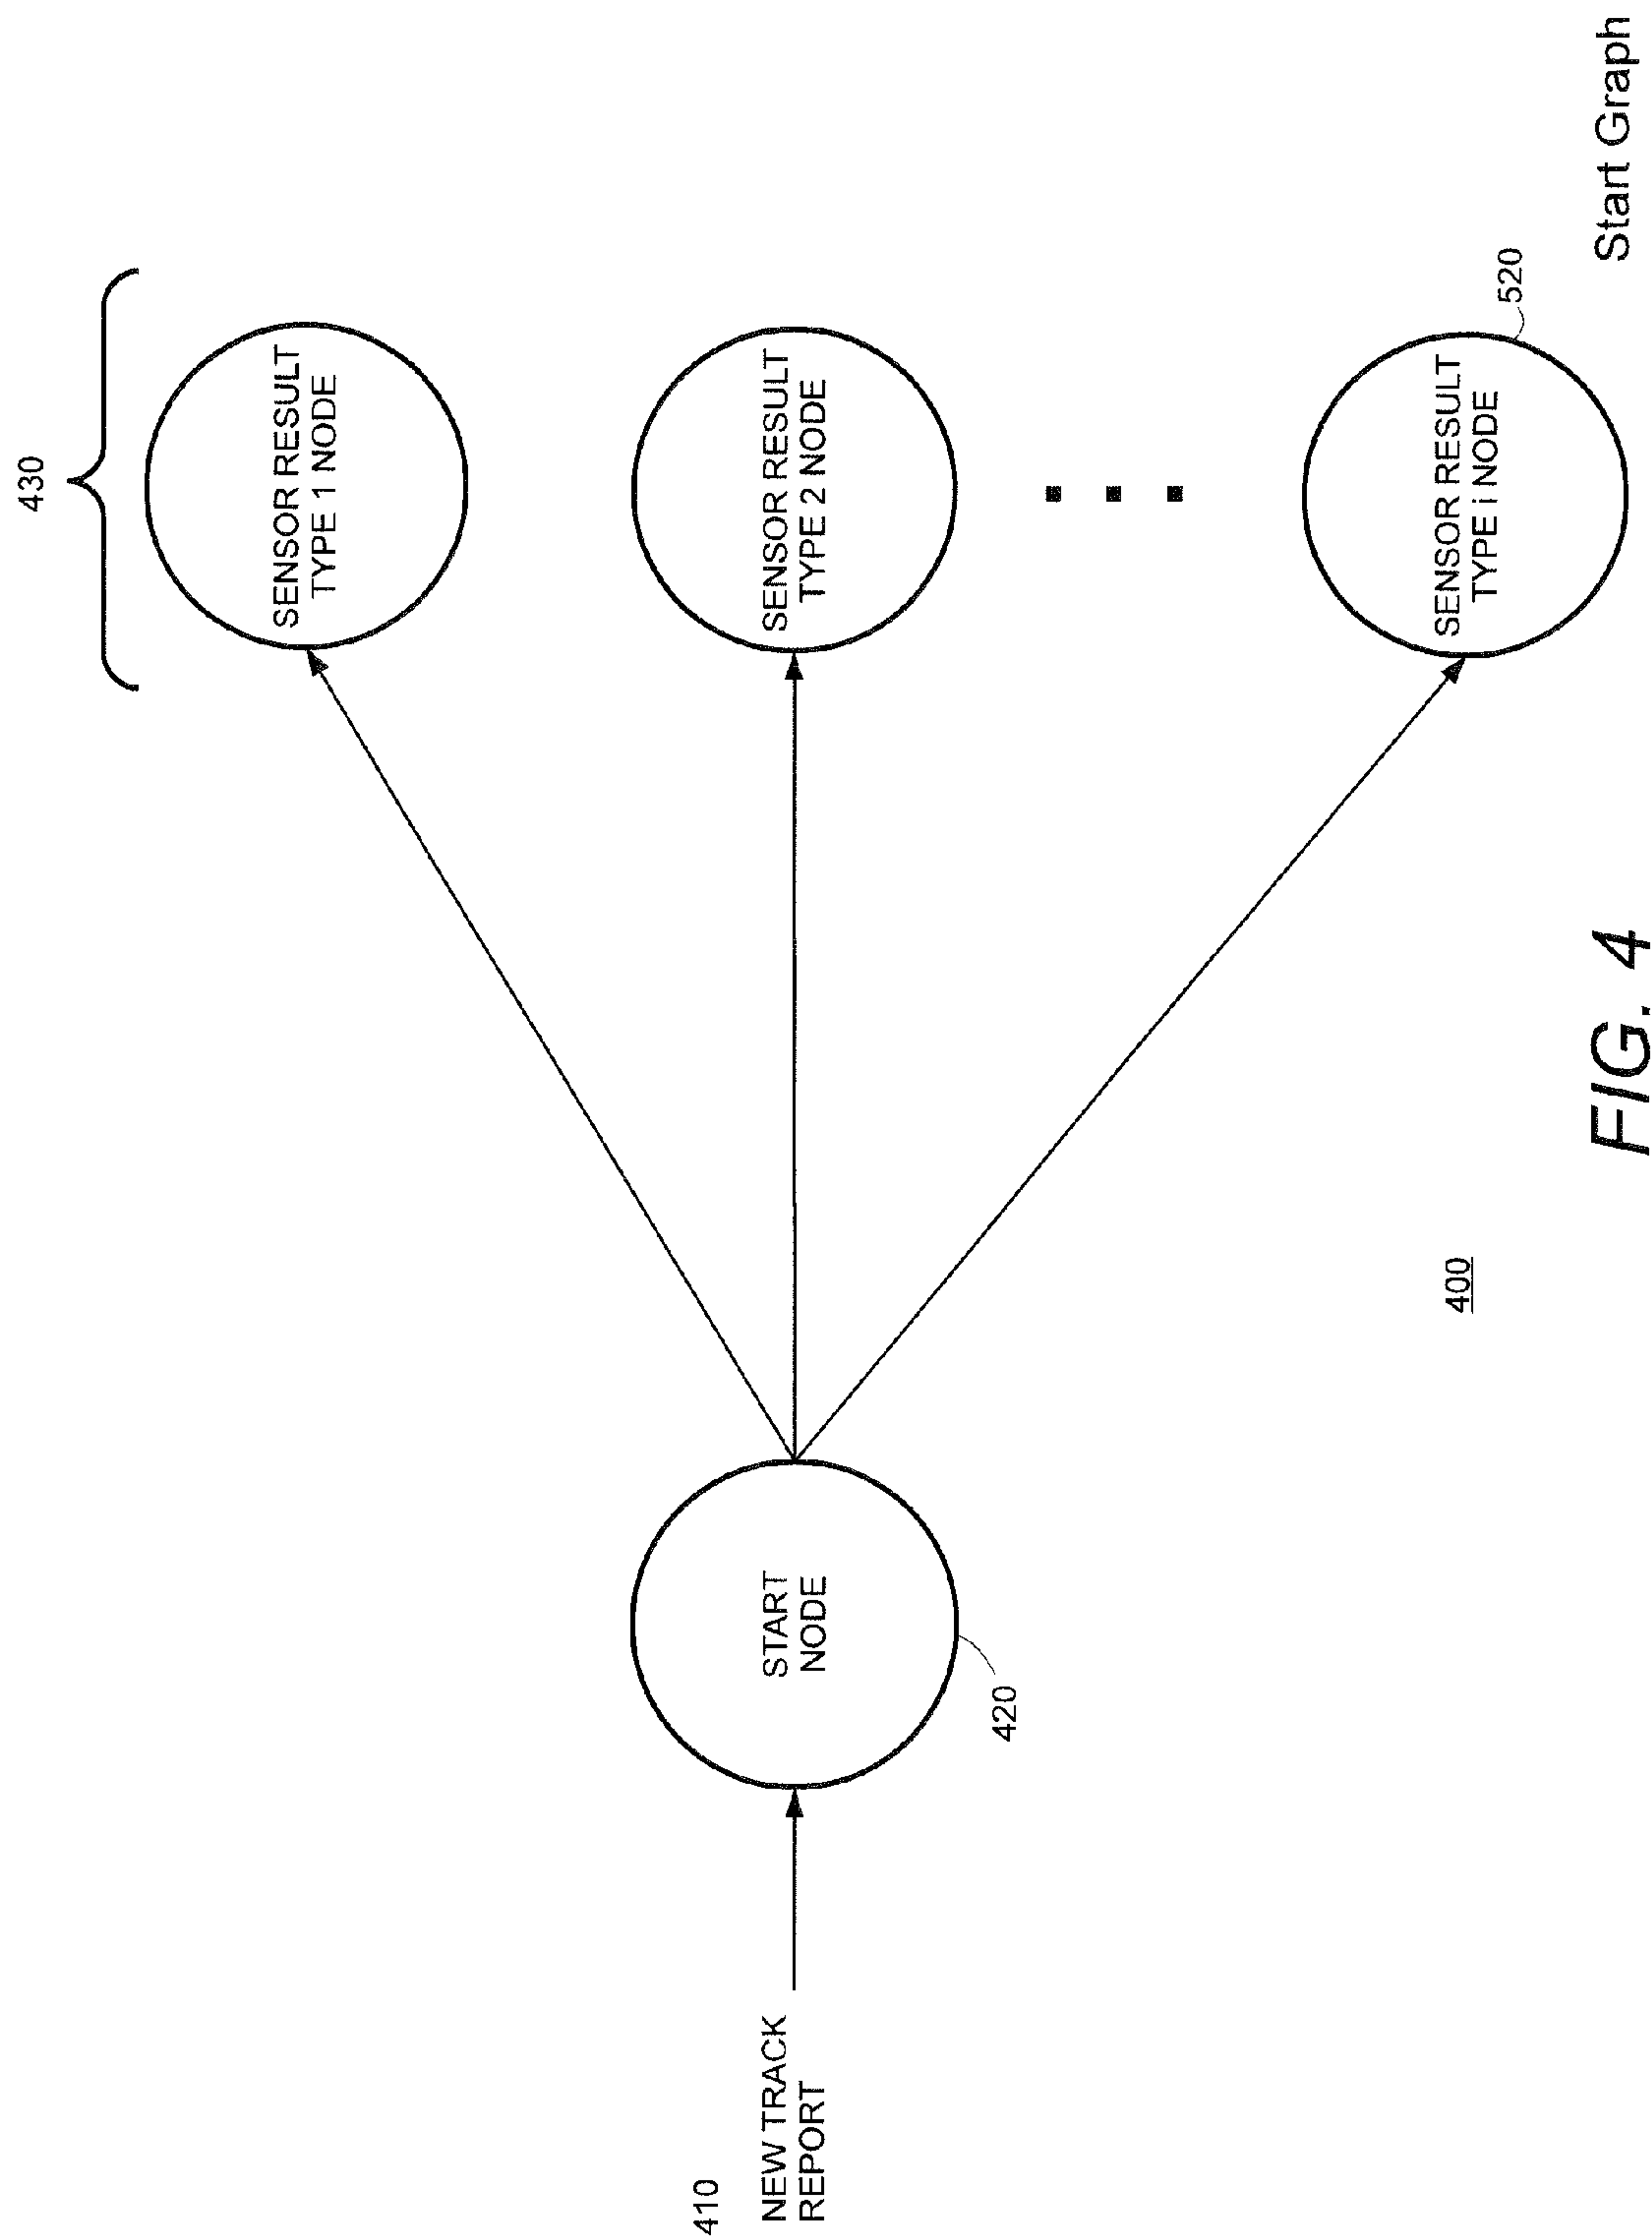 430
SENSOR RESULT
TYPE 1 NODE
SENSOR RESULT
TYPE 2 NODE
SENSOR RESULT
TYPE i NODE
520
START
NODE
420
410
NEW TRACK
REPORT
400
FIG. 4
Start Graph